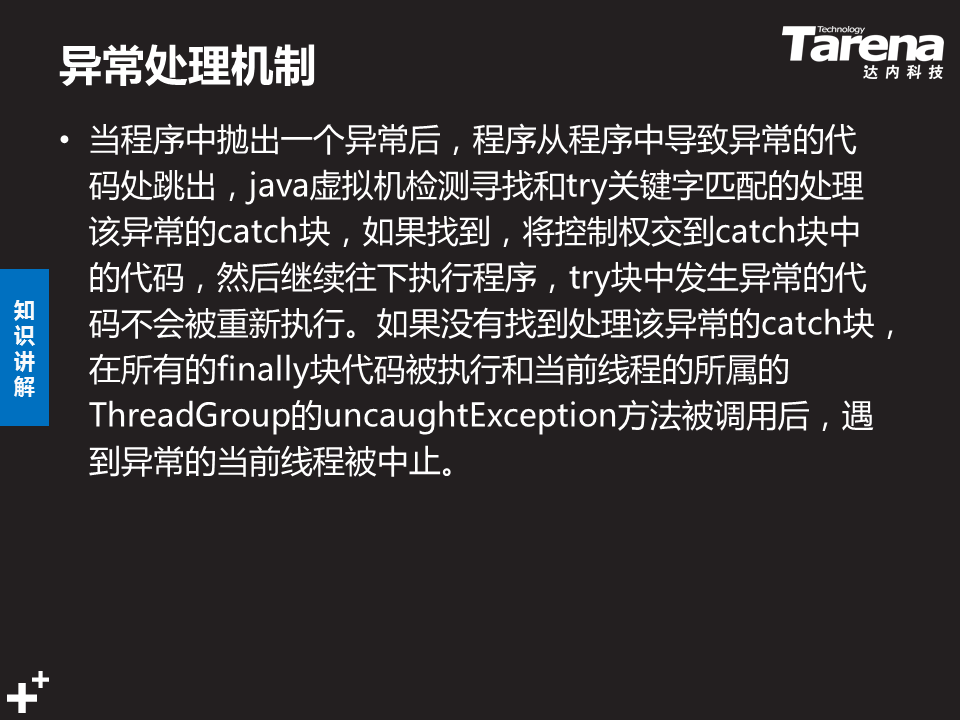 异常处理机制
Technology
Tarena
达内科技
• 当程序中抛出一个异常后，程序从程序中导致异常的代
码处跳出，java虚拟机检测寻找和try关键字匹配的处理
该异常的catch块，如果找到，将控制权交到catch块中
的代码，然后继续往下执行程序，try块中发生异常的代
码不会被重新执行。如果没有找到处理该异常的catch块，
在所有的finally块代码被执行和当前线程的所属的
ThreadGroup的uncaughtException方法被调用后，遇
到异常的当前线程被中止。
知
识
讲
解